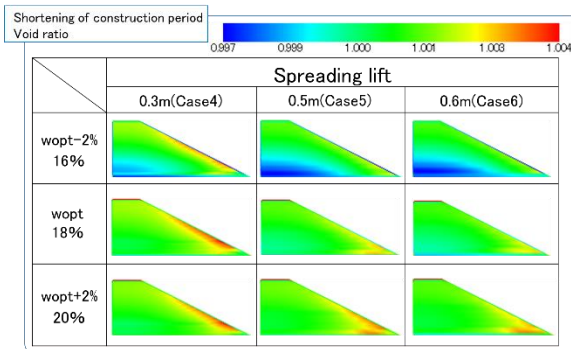 Shortening of construction period
Void ratio
0.997 0.999 1.000 1.001 1.003 1.004
Spreading lift
0.3m(Case4) 0.5m(Case5) 0.6m(Case6)
wopt-2%
16%
wopt
18%
wopt+2%
20%